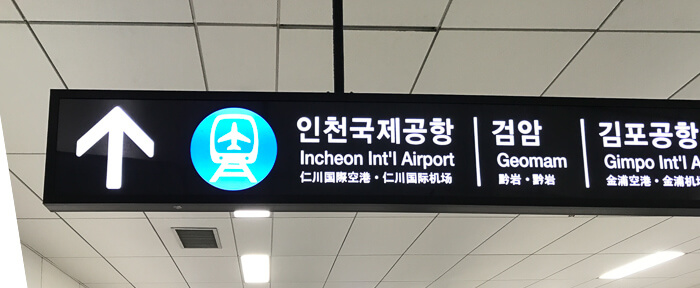 인천국제공항
Incheon Int'l Airport
仁川国際空港・仁川国际机场
검암
Geomam
黔岩・黔岩
김포공항
Gimpo Int'l A
金浦空港・金浦机